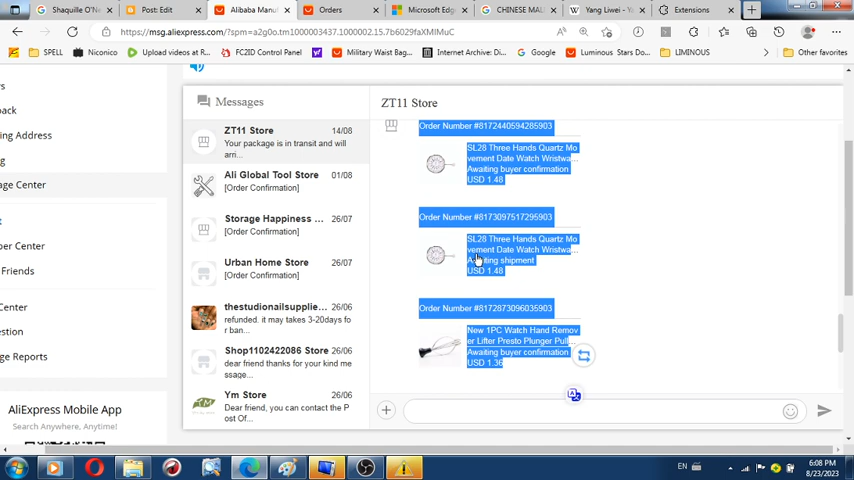 Shaquille O'N
Post: Edit
Alibaba Manuf
Orders
Microsoft Edg
CHINESE MAL
Yang Liwei -
Extensions
https://msg.aliexpress.com/?spm=a2g0o.tm1000003437.1000002.15.7b6029faXMIMuC
SPELL
Niconico
Upload videos at R...
FC2ID Control Panel
Military Waist Bag...
Internet Archive: Di...
Google
Luminous Stars Do...
LIMOUS
Other favorites
Messages
ZT11 Store
s
ack
ing Address
g
age Center
per Center
Friends
Center
estion
ge Reports
AliExpress Mobile App
Search Anywhere, Anytime!
ZT11 Store 14/08
Your package is in transit and will
arri...
Ali Global Tool Store 01/08
[Order Confirmation]
Storage Happiness ... 26/07
[Order Confirmation]
Urban Home Store 26/07
[Order Confirmation]
thestudionailsupplie... 26/06
refunded. it may takes 3-20days fo
r ban...
Shop1102422086 Store 26/06
dear friend thanks for your kind me
ssage...
Ym Store 26/06
Dear friend, you can contact the P
ost Of...
Order Number #8172440594285903
SL28 Three Hands Quartz Mo
vement Date Watch Wristwa...
Awaiting buyer confirmation
USD 1.48
Order Number #8173097517295903
SL28 Three Hands Quartz Mo
vement Date Watch Wristwa...
Awaiting shipment
USD 1.48
Order Number #8172873096035903
New 1PC Watch Hand Remov
er Lifter Presto Plunger Pull...
Awaiting buyer confirmation
USD 1.36
EN
6:08 PM
8/23/2023